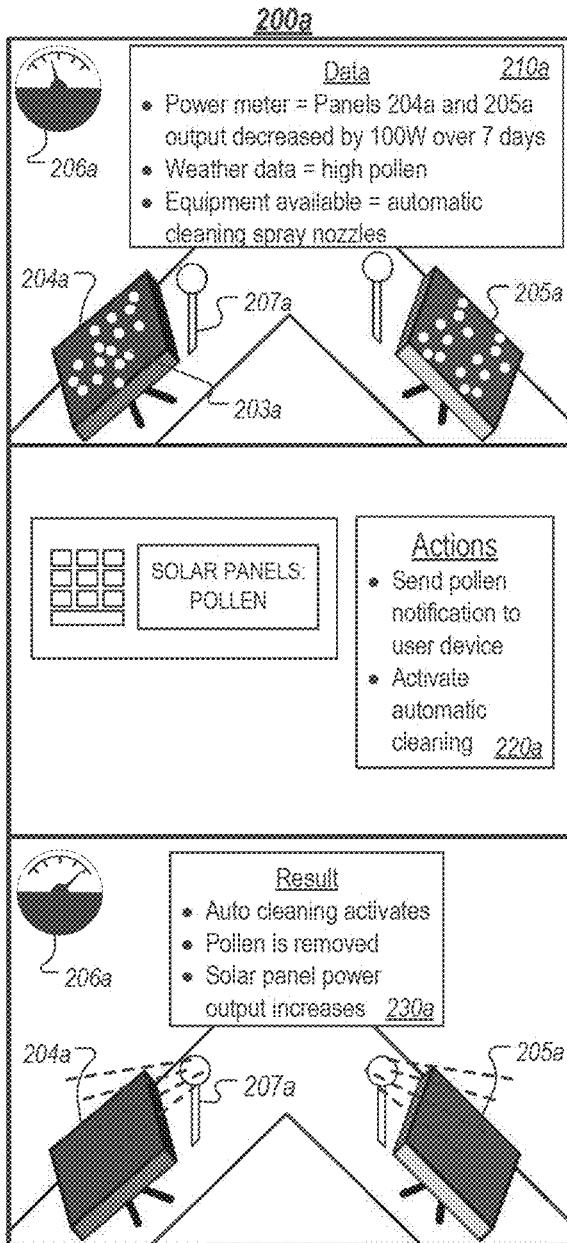 200a
Data
210a
• Power meter = Panels 204a and 205a
output decreased by 100W over 7 days
• Weather data = high pollen
• Equipment available = automatic
cleaning spray nozzles
206a
204a
207a
205a
203a
SOLAR PANELS:
POLLEN
Actions
• Send pollen
notification to
user device
• Activate
automatic
cleaning
220a
Result
• Auto cleaning activates
• Pollen is removed
• Solar panel power
output increases
230a
206a
204a
207a
205a